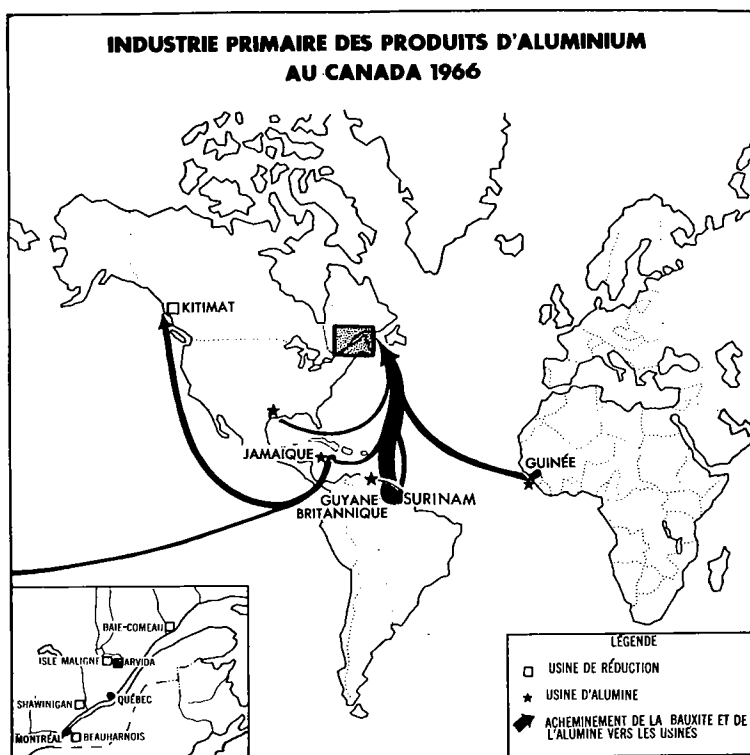 INDUSTRIE PRIMAIRE DES PRODUITS D'ALUMINIUM
AU CANADA 1966
KITIMAT
JAMAÏQUE
GUINÉE
GUYANE
BRITANNIQUE
SURINAM
BAIE-COMEAU
ISLE MALIGNE
ARVIDA
SHAWINIGAN
QUÉBEC
MONTRÉAL
BEAUHARNOIS
LÉGENDE
USINE DE RÉDUCTION
USINE D'ALUMINE
ACHEMINEMENT DE LA BAUXITE ET DE
L'ALUMINE VERS LES USINES